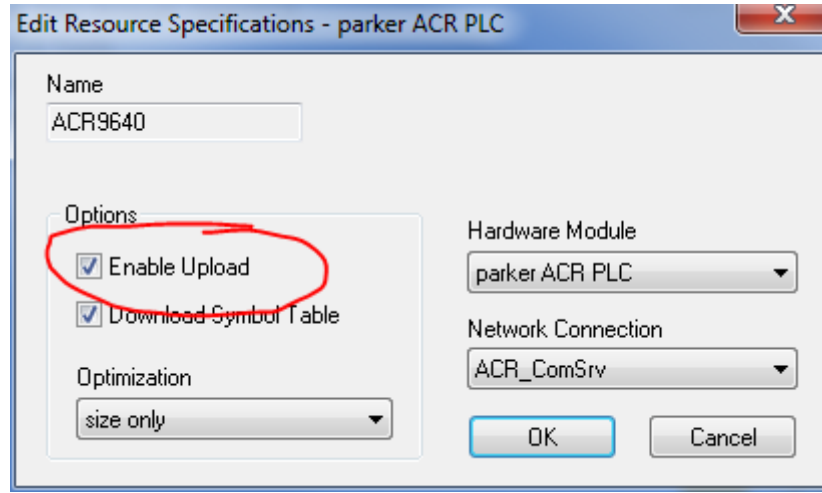 Edit Resource Specifications - parker ACR PLC
Name
ACR9640
Options
Enable Upload
Download Symbol Table
Optimization
size only
Hardware Module
parker ACR PLC
Network Connection
ACR_ComSrv
OK
Cancel